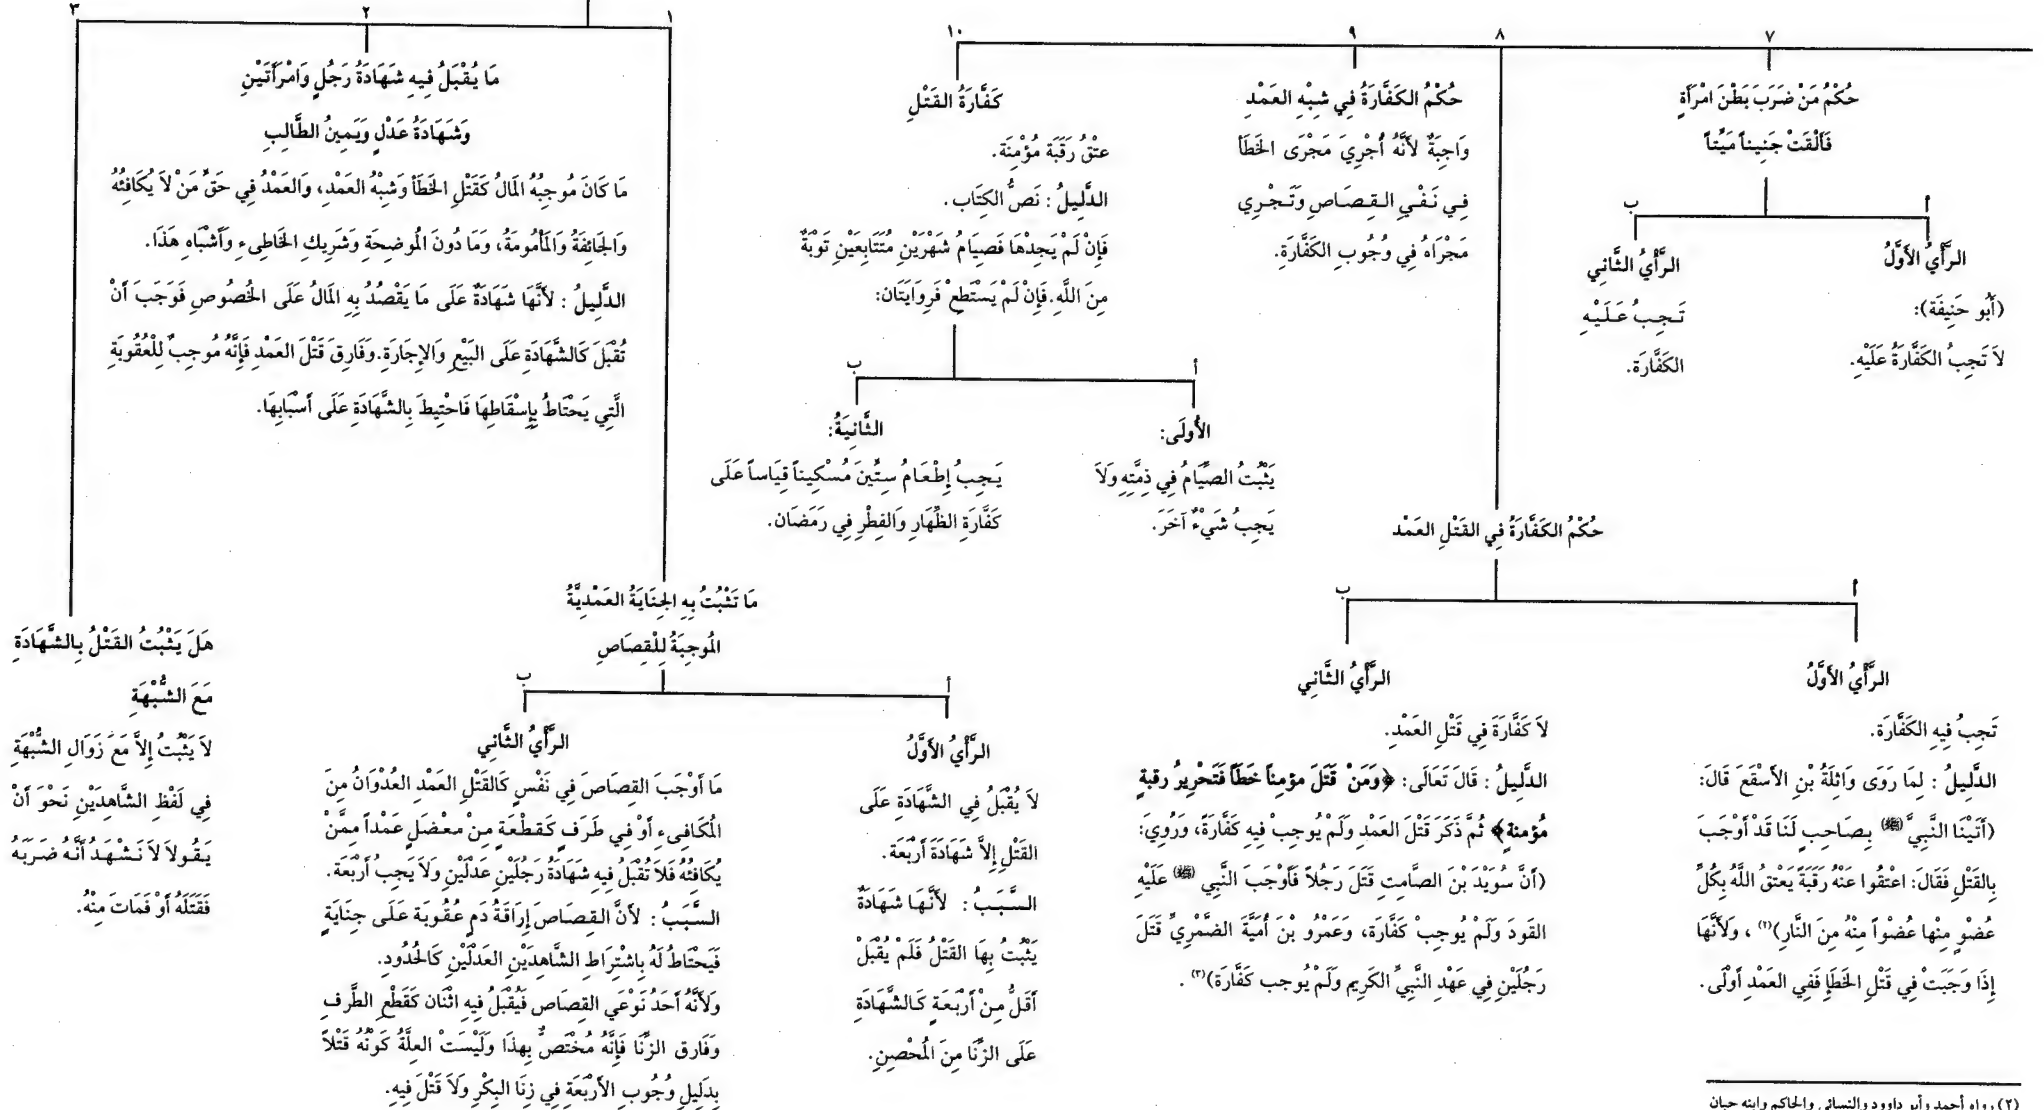 ٧
حُكْمُ مَنْ ضَرَبَ بَطْنَ امْرَأَةٍ
فَأَلْقَتْ جَنِيناً مَيِّتاً
أ
الرَّأْيُ الأَوَّلُ
(أَبُو حَنِيفَة):
لاَ تَجِبُ الكَفَّارَةُ عَلَيْهِ.
ب
الرَّأْيُ الثَّانِي
تَجِبُ عَلَيْهِ
الكَفَّارَة.
٨
حُكْمُ الكَفَّارَةُ فِي القَتْلِ العَمْد
أ
الرَّأْيُ الأَوَّلُ
تَجِبُ فِيهِ الكَفَّارَة.
الدَّلِيلُ : لِمَا رَوَى وَاثِلَةُ بْنِ الأَسْقَعَ قَالَ:
(أَتَيْنَا النَّبِيَّ (ﷺ) بِصَاحِبٍ لَنَا قَدْ أَوْجَبَ
بِالقَتْلِ فَقَالَ: اعْتِقُوا عَنْهُ رَقَبَةً يَعْتِقُ اللَّهُ بِكُلِّ
عُضْوٍ مِنْها عُضْواً مِنْهُ مِنَ النَّارِ)(٢) ، وَلأَنَّهَا
إِذَا وَجَبَتْ فِي قَتْلِ الخَطَإِ فَفِي العَمْدِ أَوْلَى.
ب
الرَّأْيُ الثَّانِي
لاَ كَفَّارَةَ فِي قَتْلِ العَمْدِ.
الدَّلِيلُ : قَالَ تَعَالَى: ﴿وَمَنْ قَتَلَ مؤمناً خَطَأً فَتَحْرِيرُ رقبةٍ
مُؤمنة﴾ ثُمَّ ذَكَرَ قَتْلَ العَمْدِ وَلَمْ يُوجِبْ فِيهِ كَفَّارَةً، وَرُوِيَ:
(أَنَّ سُوَيْدَ بْنَ الصَّامِتِ قَتَلَ رَجُلاً فَأَوْجَبَ النَّبِي (ﷺ) عَلَيْهِ
القَودَ وَلَمْ يُوجِبْ كَفَّارَة، وَعَمَرُو بْنَ أُمَيَّةَ الضَّمْرِيِّ قَتَلَ
رَجُلَيْنِ فِي عَهْدِ النَّبِيِّ الكَرِيم وَلَمْ يُوجب كَفَّارَة)(٣) .
٩
حُكْمُ الكَفَّارَةُ فِي شِبْهِ العَمْدِ
وَاجِبَةٌ لأَنَّهُ أُجْرِيَ مَجْرَى الخَطَأ
فِي نَفْيِ القِصَاصِ وَتَجْرِي
مَجْرَاه فِي وُجُوبِ الكَفَّارَةِ.
١٠
كَفَّارَةُ القَتْلِ
عتْقُ رَقَبَة مُؤْمِنَة.
الدَّلِيلُ : نَصُّ الكِتَاب .
فَإِنْ لَمْ يَجِدْهَا فَصِيَامُ شَهْرَيْنِ مُتَتَابِعَيْنِ تَوْبَةً
مِنَ اللَّهِ.فَإِنْ لَمْ يَسْتَطِعْ فَرِوَايَتَان:
أ
الأُولَى:
يَثْبُتُ الصِّيَامُ فِي ذِمَّتِهِ وَلاَ
يَجِبُ شَيْءٌ آخَرَ.
ب
الثَّانِيَةُ:
يَجِبُ إِطْعَامُ سِتِّينَ مُسْكِيناً قِيَاساً عَلَى
كَفَّارَةِ الظِّهَارِ وَالفِطْرِ فِي رَمَضَان.
١
مَا تَثْبُتُ بِهِ الجِنَايَةُ العَمْدِيَّةُ
المُوجِبَةُ لِلْقِصَاصِ
أ
الرَّأْيُ الأَوَّلُ
لاَ يُقْبَلُ فِي الشَّهَادَةِ عَلَى
القَتْلِ إِلاَّ شَهَادَةَ أَرْبَعَة.
السَّبَبُ : لأَنَّهَا شَهَادَةٌ
يَثْبُتُ بِهَا القَتْلُ فَلَمْ يُقْبَلْ
أَقَلُّ مِنْ أَرْبَعَةٍ كَالشَّهَادَةِ
عَلَى الزِّنَا مِنَ المُحْصِنِ.
ب
الرَّأْيُ الثَّانِي
مَا أَوْجَبَ القِصَاصَ فِي نَفْسٍ كَالقَتْلِ العَمْدِ العُدْوَانُ مِنَ
المُكَافِىءِ أَوْ فِي طَرَفٍ كَقطْعَةٍ مِنْ مَعْضَلٍ عَمْداً مِمَّنْ
يُكَافِئُهُ فَلاَ تُقْبَلُ فِيهِ شَهَادَةُ رَجُلَيْنِ عَدْلَيْنِ وَلاَ يَجِب أَرْبَعَة.
السَّبَبُ : لأَنَّ القِصَاصَ إِرَاقَةُ دَمٍ عُقُوبَة عَلَى جِنَايَةٍ
فَيَحْتَاطُ لَهُ بِاشْتِرَاطِ الشَّاهِدَيْنِ العَدْلَيْنِ كَالحُدُودِ.
وَلأَنَّهُ أَحَدُ نَوْعَي القِصَاص فَيُقْبَلُ فِيهِ اثْنَان كَقَطْعِ الطَّرفِ
وَفَارِق الزِّنَا فَإِنَّهُ مُخْتَصٌّ بِهذَا وَلَيْسَتْ العِلَّةُ كَوْنُهُ قَتْلاً
بِدَلِيلِ وُجُوبِ الأَرْبَعَةِ فِي زِنَا البِكْرِ وَلاَ قَتْلَ فِيهِ.
٢
مَا يُقْبَلُ فِيهِ شَهَادَةُ رَجُلٍ وَامْرَأَتَيْنِ
وَشَهَادَةُ عَدْلٍ وَيَمِينُ الطَّالِبِ
مَا كَانَ مُوجِبُهُ المَالُ كَقَتْلِ الخَطَأ وَشِبْهُ العَمْدِ، وَالعَمْدُ فِي حَقِّ مَنْ لاَ يُكَافِئُهُ
وَالجَائِفَةُ وَالمَأْمُومَةُ، وَمَا دُونَ المُوضِحَةِ وَشَرِيكِ الخَاطِىءِ وَأَشْبَاه هَذَا.
الدَّلِيلُ : لأَنَّهَا شَهَادَةٌ عَلَى مَا يَقْصُدُ بِهِ المَالُ عَلَى الخُصُوصِ فَوَجَبَ أَنْ
تُقْبَلَ كَالشَّهَادَةِ عَلَى البَيْعِ وَالإِجَارَةِ.وَفَارِقَ قَتْلَ العَمْدِ فَإِنَّهُ مُوجِبٌ لِلْعُقُوبَةِ
الَّتِي يَحْتَاطُ بِإِسْقَاطِهَا فَاحْتِيطَ بِالشَّهَادَةِ عَلَى أَسْبَابِهَا.
٣
هَلَ يَثْبُتُ القَتْلُ بِالشَّهَادَةِ
مَعَ الشُّبْهَةِ
لاَ يَثْبُتُ إِلاَّ مَعَ زَوَالِ الشُّبْهَةِ
فِي لَفْظِ الشَّاهِدَيْنِ نَحْوَ أَنْ
يَقُولاَ لاَ نَشْهَدُ أَنَّهُ ضَرَبَهُ
فَقَتَلَهُ أَوْ فَمَاتَ مِنْهُ.
(٢) رواه أحمد وأبو داوود والنسائي والحاكم وابنه حبان